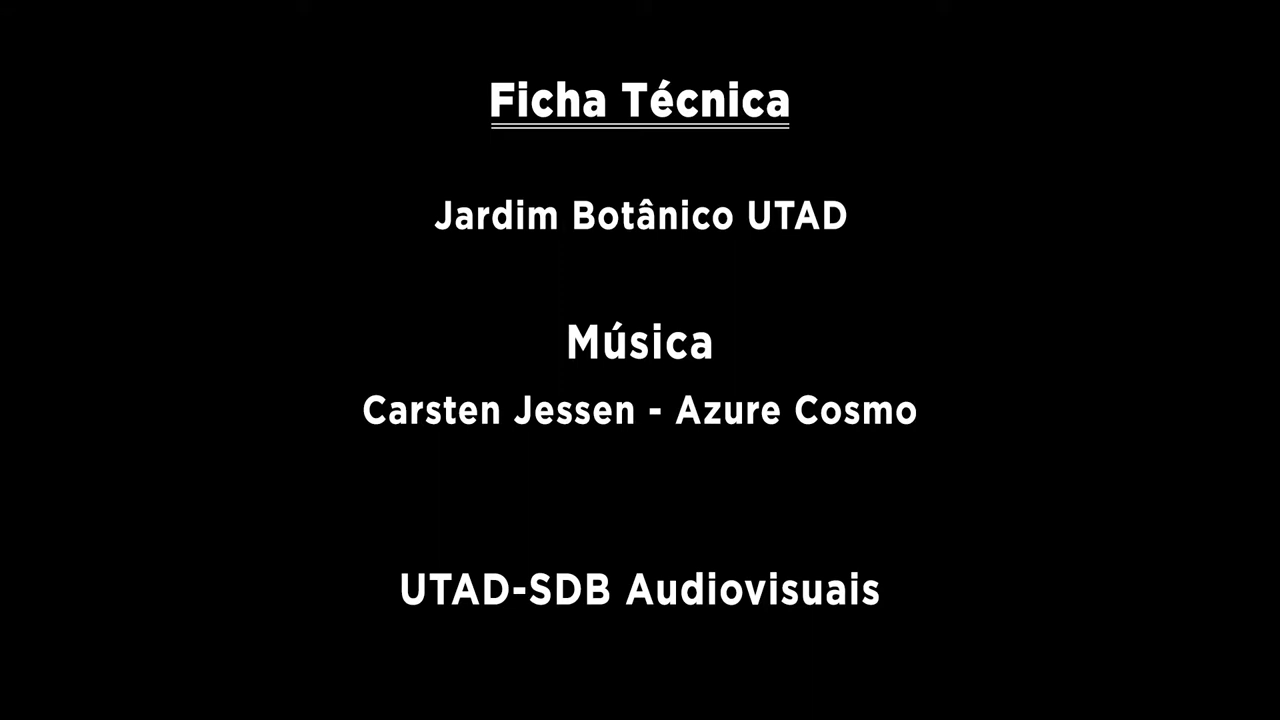 Ficha Técnica
Jardim Botânico UTAD
Música
Carsten Jessen - Azure Cosmo
UTAD-SDB Audiovisuais